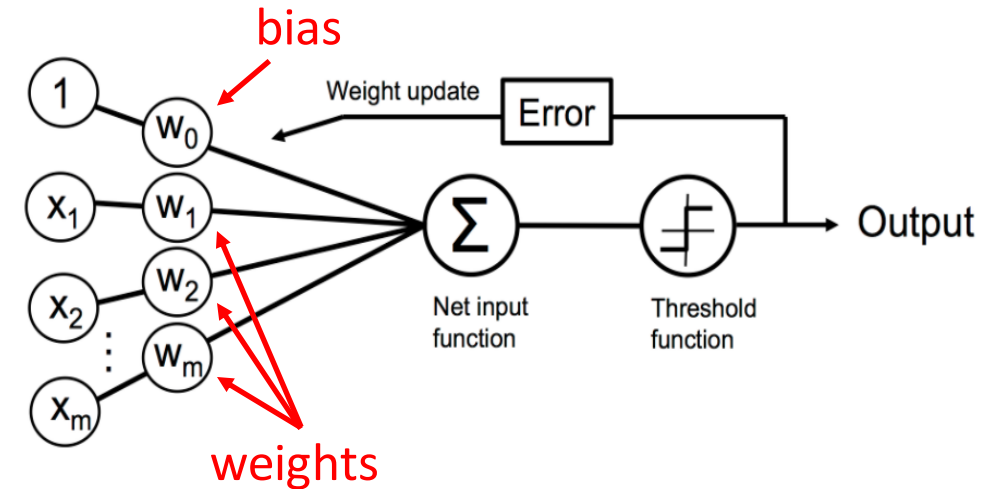 bias
1
w0
Weight update
Error
x1
w1
Σ
Output
x2
w2
Net input
function
Threshold
function
⋮
wm
xm
weights